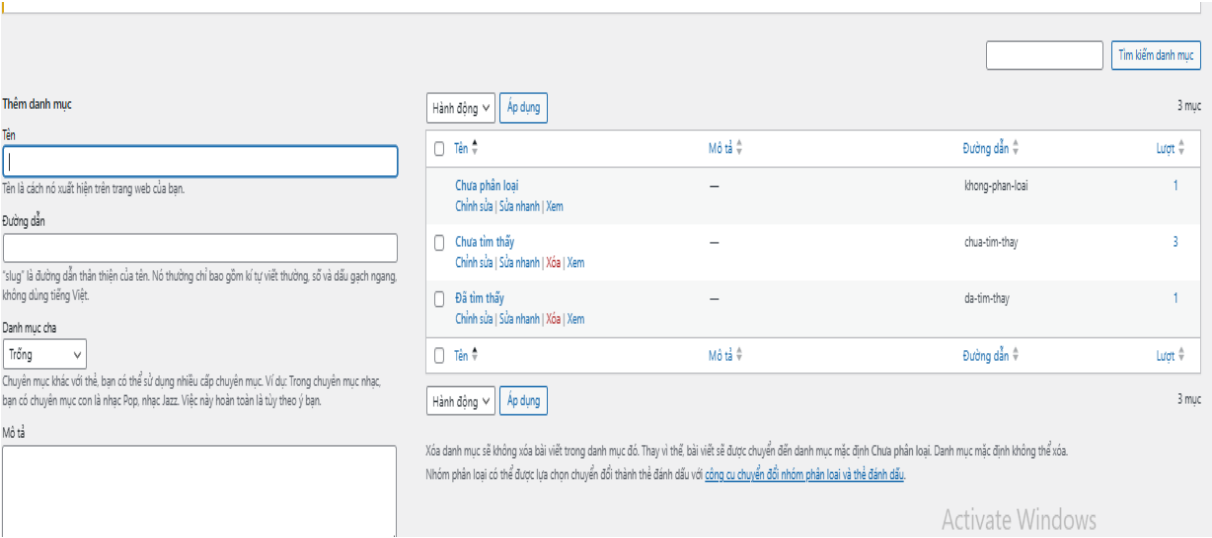 Tìm kiếm danh mục
Thêm danh mục
Tên
Tên là cách nó xuất hiện trên trang web của bạn.
Đường dẫn
"slug" là đường dẫn thân thiện của tên. Nó thường chỉ bao gồm kí tự viết thường, số và dấu gạch ngang,
không dùng tiếng Việt.
Danh mục cha
Trống
Chuyên mục khác với thẻ, bạn có thể sử dụng nhiều cấp chuyên mục. Ví dụ: Trong chuyên mục nhạc,
bạn có chuyên mục con là nhạc Pop, nhạc Jazz. Việc này hoàn toàn là tùy theo ý bạn.
Mô tả
Hành động Áp dụng 3 mục
Tên Mô tả Đường dẫn Lượt
Chưa phân loại — khong-phan-loai 1
Chỉnh sửa | Sửa nhanh | Xem
Chưa tìm thấy — chua-tim-thay 3
Chỉnh sửa | Sửa nhanh | Xóa | Xem
Đã tìm thấy — da-tim-thay 1
Chỉnh sửa | Sửa nhanh | Xóa | Xem
Tên Mô tả Đường dẫn Lượt
Hành động Áp dụng 3 mục
Xóa danh mục sẽ không xóa bài viết trong danh mục đó. Thay vì thế, bài viết sẽ được chuyển đến danh mục mặc định Chưa phân loại. Danh mục mặc định không thể xóa.
Nhóm phân loại có thể được lựa chọn chuyển đổi thành thẻ đánh dấu với công cụ chuyển đổi nhóm phân loại và thẻ đánh dấu.
Activate Windows